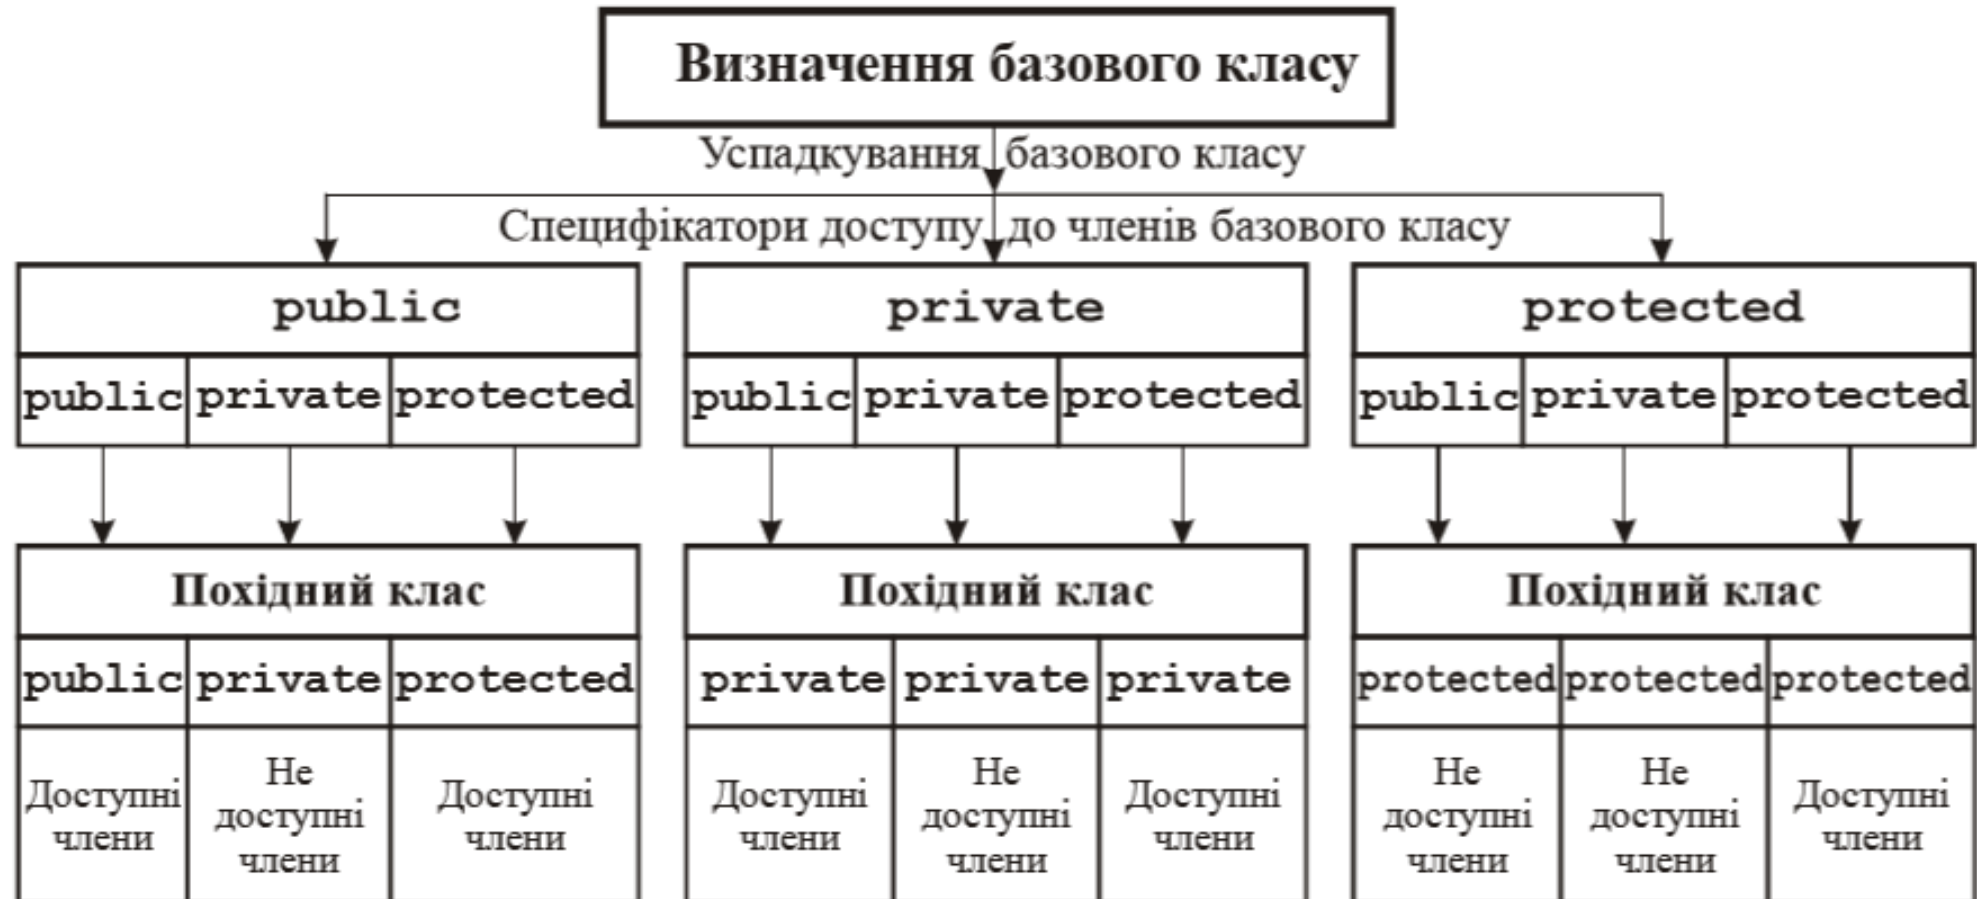 Визначення базового класу
Успадкування базового класу
Специфікатори доступу до членів базового класу
public private protected
public private protected public private protected public private protected
Похідний клас Похідний клас Похідний клас
public private protected private private private protected protected protected
Доступні члени
Не доступні члени
Доступні члени
Доступні члени
Не доступні члени
Доступні члени
Не доступні члени
Не доступні члени
Доступні члени